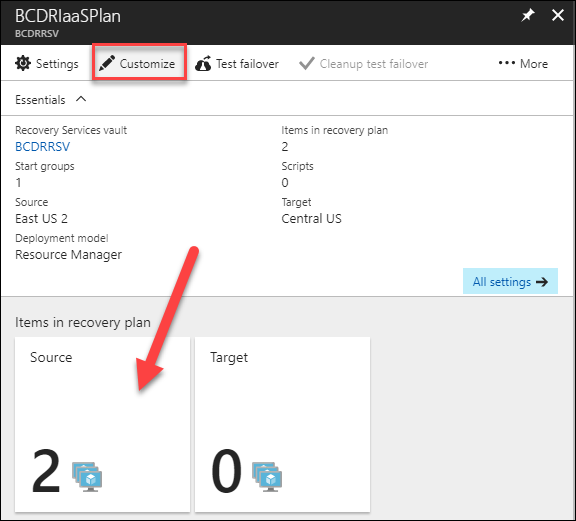 BCDRIaaSPlan
BCDRRSV
Settings Customize Test failover Cleanup test failover More
Essentials
Recovery Services vault Items in recovery plan
BCDRRSV 2
Start groups Scripts
1 0
Source Target
East US 2 Central US
Deployment model
Resource Manager
All settings
Items in recovery plan
Source Target
2 0